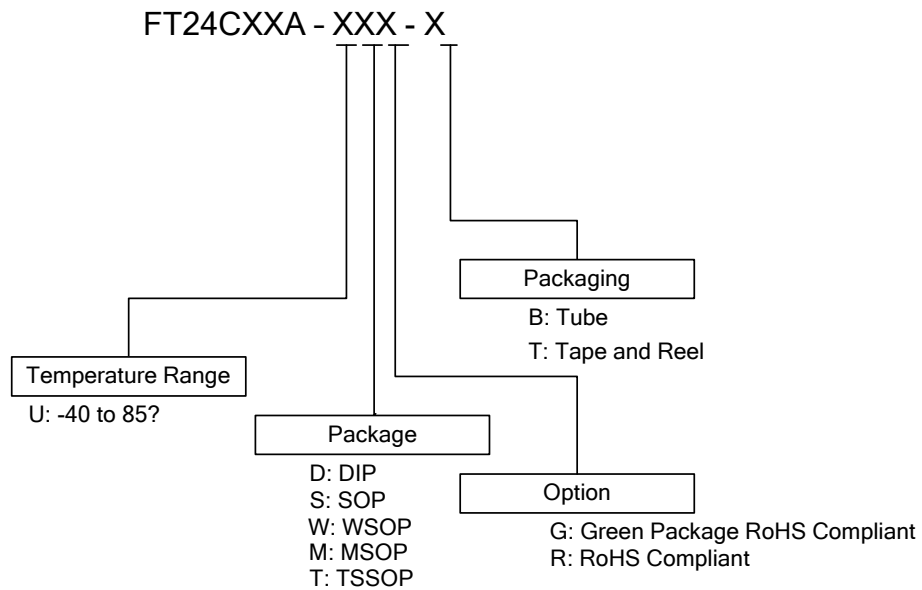 FT24CXXA - XXX - X
Packaging
B: Tube
T: Tape and Reel
Temperature Range
U: -40 to 85?
Package
D: DIP
S: SOP
W: WSOP
M: MSOP
T: TSSOP
Option
G: Green Package RoHS Compliant
R: RoHS Compliant